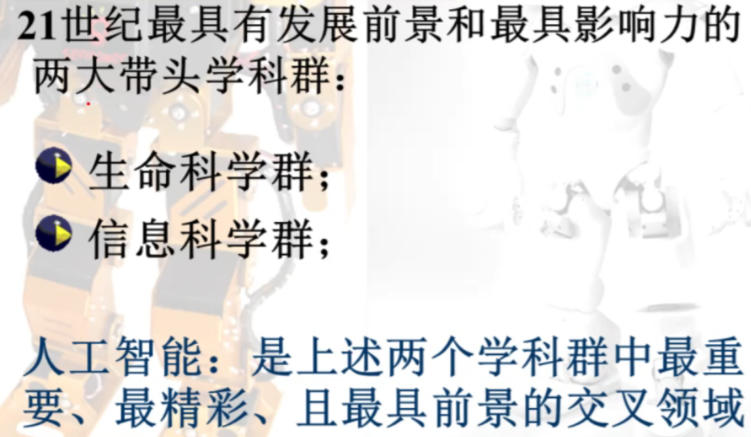 21世纪最具有发展前景和最具影响力的
两大带头学科群：
生命科学群；
信息科学群；
人工智能：是上述两个学科群中最重
要、最精彩、且最具前景的交叉领域